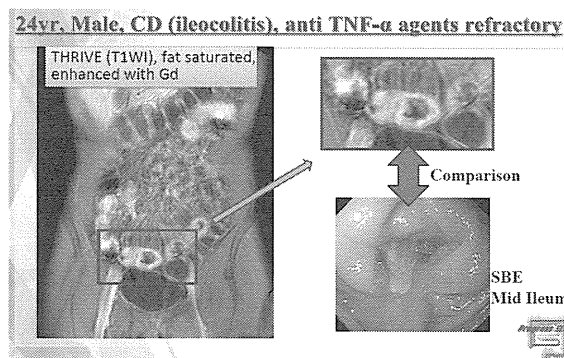 24yr, Male, CD (ileocolitis), anti TNF-α agents refractory
THRIVE (T1WI), fat saturated,
enhanced with Gd
Comparison
SBE
Mid Ileum